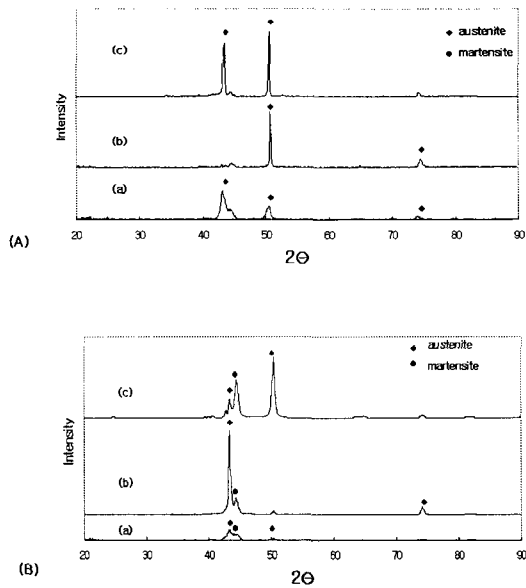 (c)
◆ austenite
● martensite
Intensity
(b)
(a)
20 30 40 50 60 70 80 90
(A)
2Θ
◆ austenite
● martensite
(c)
Intensity
(b)
(a)
20 30 40 50 60 70 80 90
(B)
2Θ